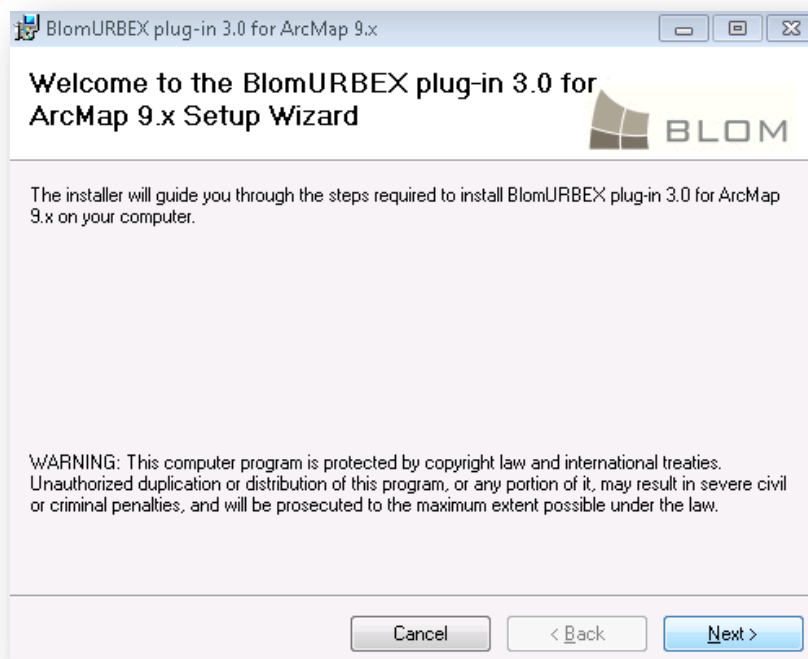 BlomURBEX plug-in 3.0 for ArcMap 9.x
Welcome to the BlomURBEX plug-in 3.0 for
ArcMap 9.x Setup Wizard
BLOM
The installer will guide you through the steps required to install BlomURBEX plug-in 3.0 for ArcMap
9.x on your computer.
WARNING: This computer program is protected by copyright law and international treaties.
Unauthorized duplication or distribution of this program, or any portion of it, may result in severe civil
or criminal penalties, and will be prosecuted to the maximum extent possible under the law.
Cancel
< Back
Next >